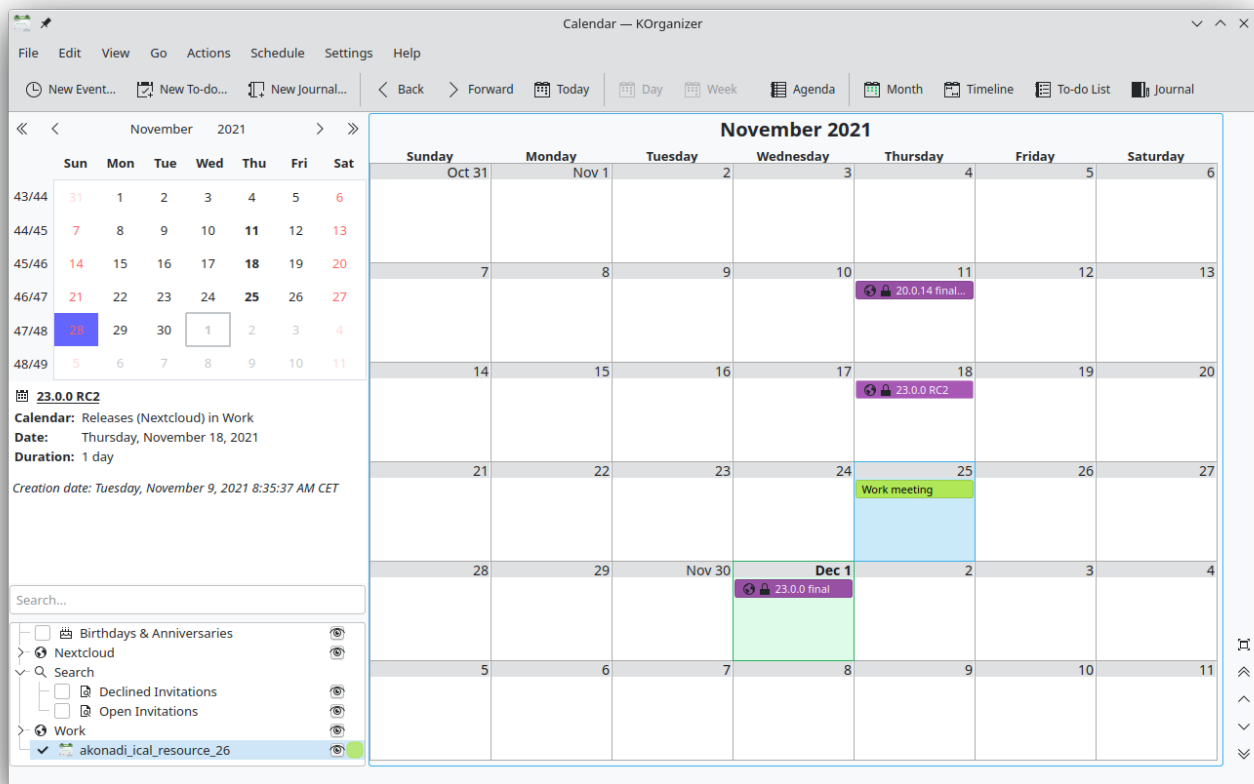 Calendar — KOrganizer
File Edit View Go Actions Schedule Settings Help
New Event... New To-do... New Journal... Back Forward Today Day Week Agenda Month Timeline To-do List Journal
November 2021
Sun Mon Tue Wed Thu Fri Sat
43/44 31 1 2 3 4 5 6
44/45 7 8 9 10 11 12 13
45/46 14 15 16 17 18 19 20
46/47 21 22 23 24 25 26 27
47/48 28 29 30 1 2 3 4
48/49 5 6 7 8 9 10 11
23.0.0 RC2
Calendar: Releases (Nextcloud) in Work
Date: Thursday, November 18, 2021
Duration: 1 day
Creation date: Tuesday, November 9, 2021 8:35:37 AM CET
Search...
Birthdays & Anniversaries
Nextcloud
Search
Declined Invitations
Open Invitations
Work
akonadi_ical_resource_26
November 2021
Sunday Monday Tuesday Wednesday Thursday Friday Saturday
Oct 31 Nov 1 2 3 4 5 6
7 8 9 10 11 12 13
20.0.14 final...
14 15 16 17 18 19 20
23.0.0 RC2
21 22 23 24 25 26 27
Work meeting
28 29 Nov 30 Dec 1 2 3 4
23.0.0 final
5 6 7 8 9 10 11